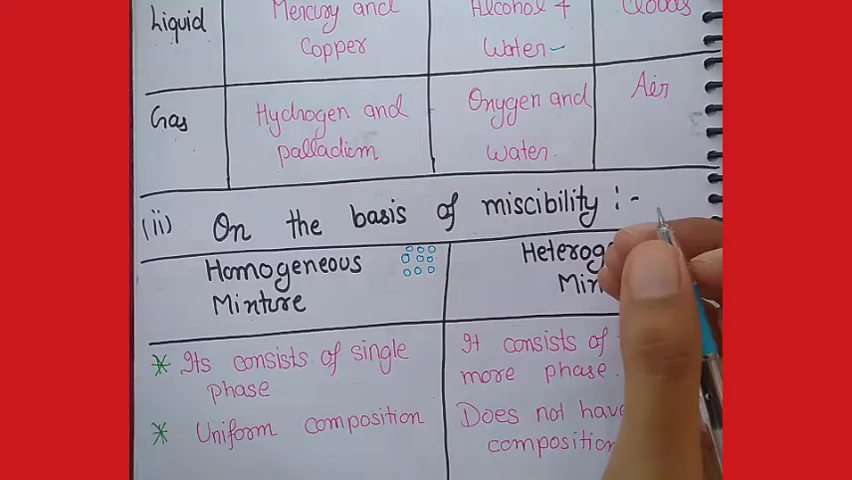 Liquid
Mercury and
Copper
Alcohol +
Water
Clouds
Gas
Hydrogen and
palladium
Oxygen and
water.
Air
(ii) On the basis of miscibility :-
Homogeneous
Mixture
Heterog
Mix
* Its consists of single
phase
It consists of
more phase.
* Uniform composition
Does not have
composition